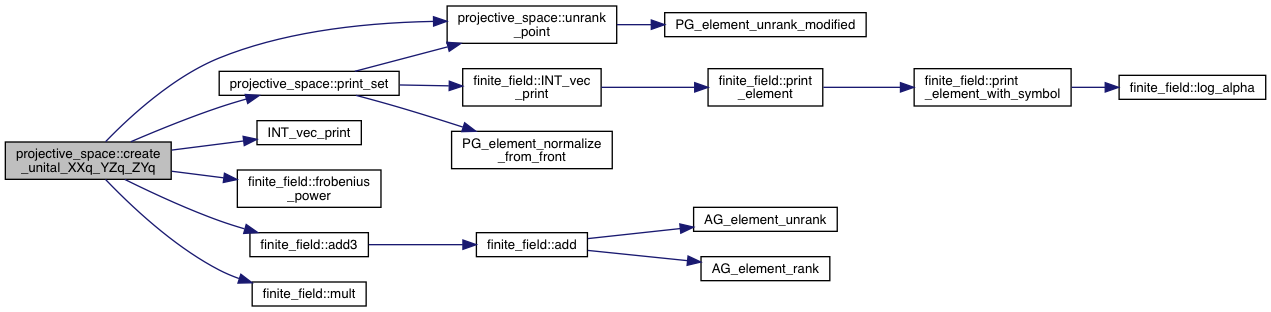 projective_space::unrank
_point
PG_element_unrank_modified
projective_space::print_set
finite_field::INT_vec
_print
finite_field::print
_element
finite_field::print
_element_with_symbol
finite_field::log_alpha
INT_vec_print
PG_element_normalize
_from_front
projective_space::create
_unital_XXq_YZq_ZYq
finite_field::frobenius
_power
AG_element_unrank
finite_field::add3
finite_field::add
AG_element_rank
finite_field::mult